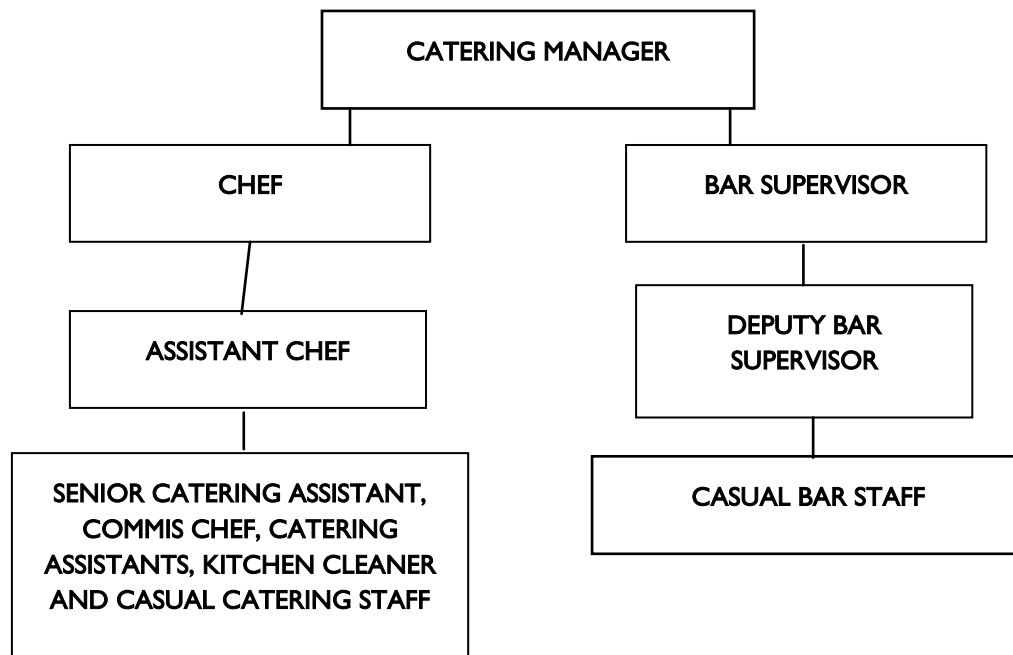 CATERING MANAGER
CHEF
BAR SUPERVISOR
ASSISTANT CHEF
DEPUTY BAR
SUPERVISOR
SENIOR CATERING ASSISTANT,
COMMIS CHEF, CATERING
ASSISTANTS, KITCHEN CLEANER
AND CASUAL CATERING STAFF
CASUAL BAR STAFF